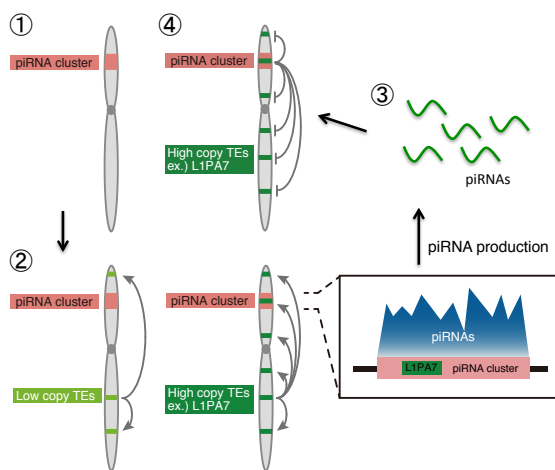 ①
piRNA cluster
④
piRNA cluster
High copy TEs
ex.) L1PA7
③
piRNAs
piRNA production
②
piRNA cluster
Low copy TEs
piRNA cluster
High copy TEs
ex.) L1PA7
piRNAs
L1PA7 piRNA cluster